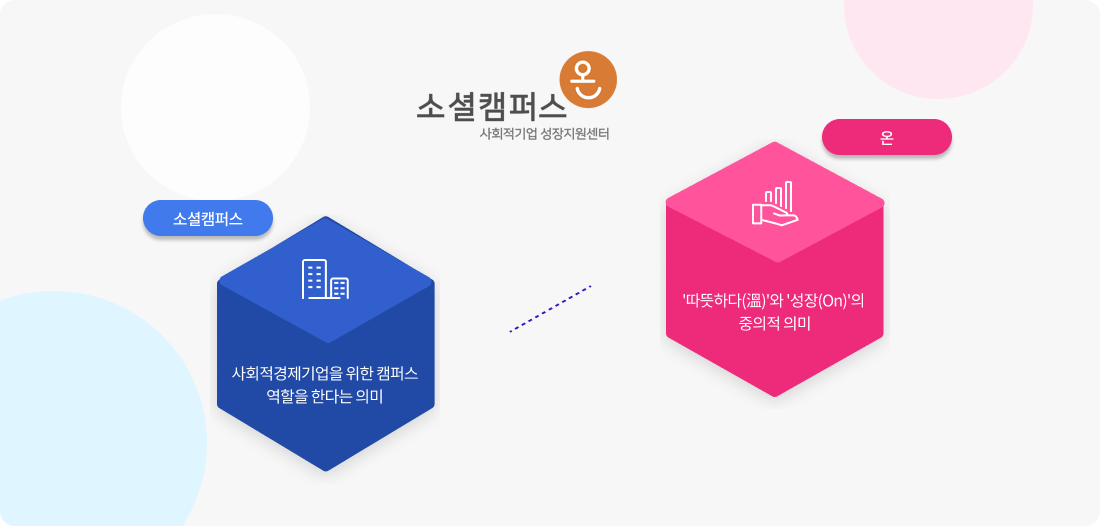 소셜캠퍼스 온
사회적기업 성장지원센터
소셜캠퍼스
사회적경제기업을 위한 캠퍼스
역할을 한다는 의미
온
'따뜻하다(溫)'와 '성장(On)'의
중의적 의미